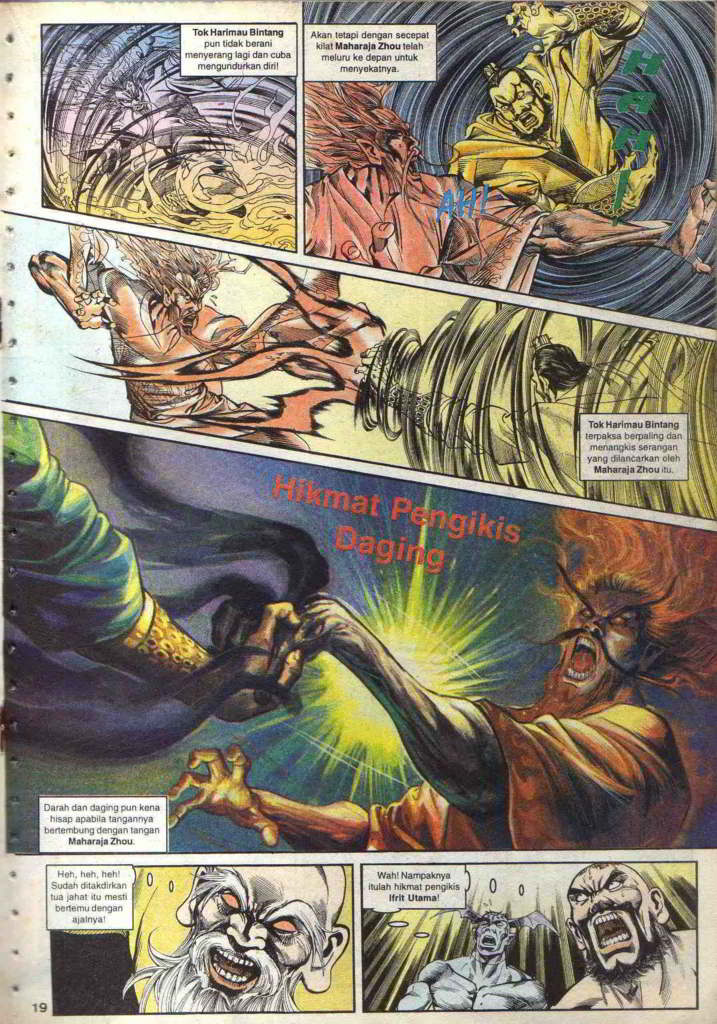 Tok Harimau Bintang
pun tidak berani
menyerang lagi dan cuba
mengundurkan diri!
Akan tetapi dengan secepat
kilat Maharaja Zhou telah
meluru ke depan untuk
menyekatnya.
HAH!
AH!
Tok Harimau Bintang
terpaksa berpaling dan
menangkis serangan
yang dilancarkan oleh
Maharaja Zhou itu.
Hikmat Pengikis
Daging
Darah dan daging pun kena
hisap apabila tangannya
bertembung dengan tangan
Maharaja Zhou.
Heh, heh, heh!
Sudah ditakdirkan
tua jahat itu mesti
bertemu dengan
ajalnya!
Wah! Nampaknya
itulah hikmat pengikis
Ifrit Utama!
19